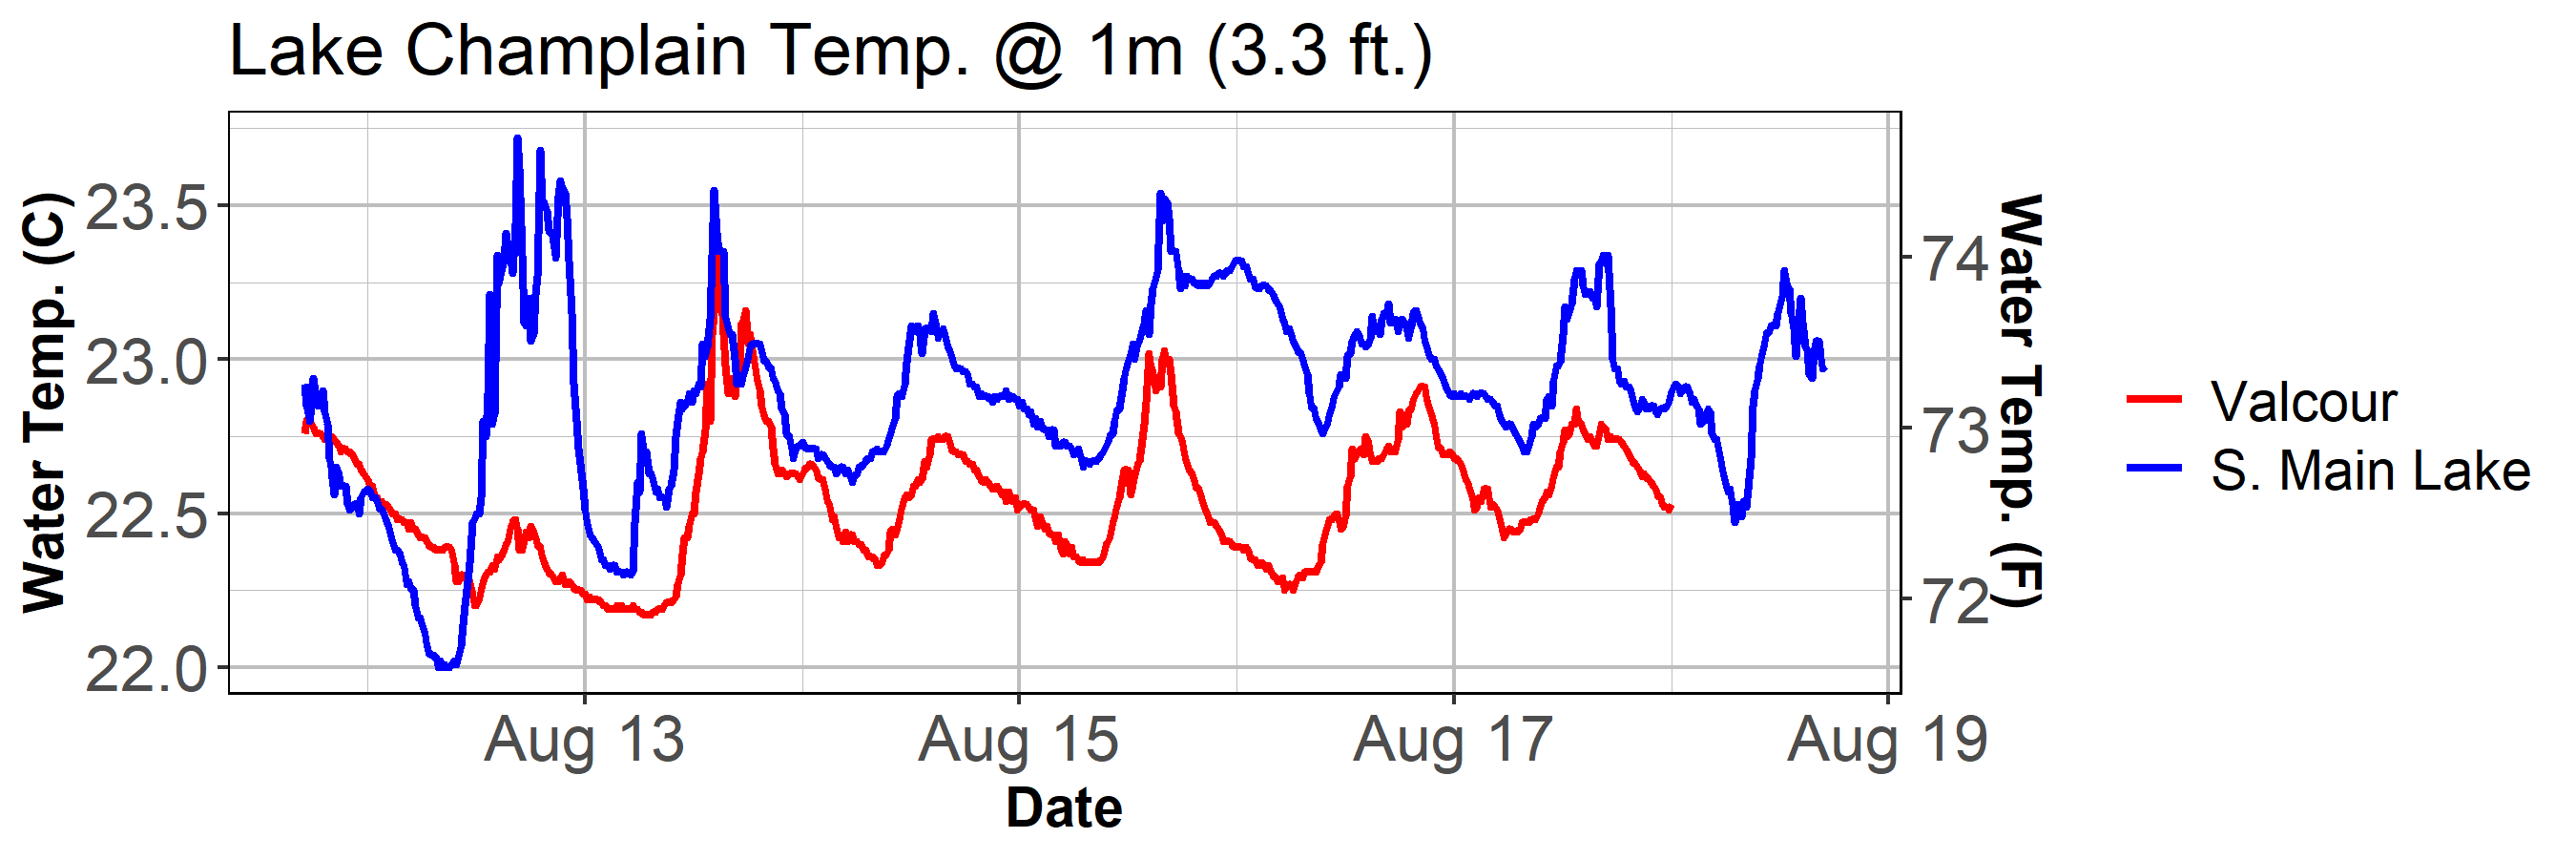 Lake Champlain Temp. @ 1m (3.3 ft.)
Water Temp. (C)
23.5
23.0
22.5
22.0
74
73
72
Water Temp. (F)
Aug 13
Aug 15
Aug 17
Aug 19
Date
Valcour
S. Main Lake